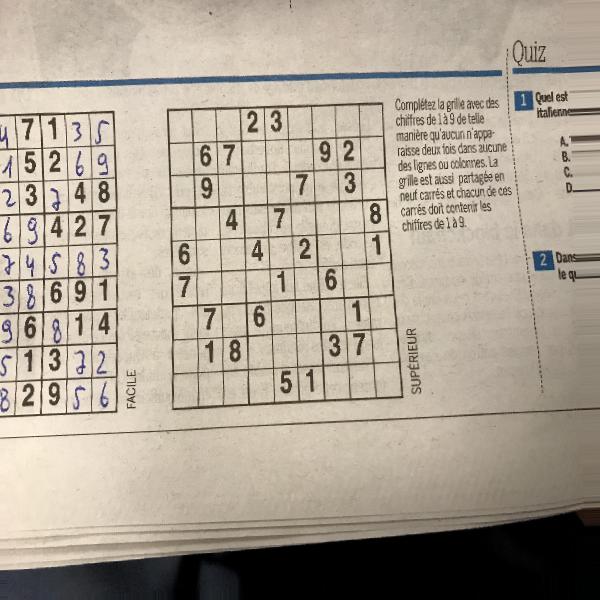 Quiz
4 7 1 3 5
1 5 2 6 9
2 3 7 4 8
6 9 4 2 7
7 4 5 8 3
3 8 6 9 1
9 6 8 1 4
5 1 3 7 2
8 2 9 5 6
FACILE
2 3
6 7 9 2
9 7 3
4 7 8
6 4 2 1
7 1 6
7 6 1
1 8 3 7
5 1
SUPÉRIEUR
Complétez la grille avec des
chiffres de 1 à 9 de telle
manière qu'aucun n'appa-
raisse deux fois dans aucune
des lignes ou colonnes. La
grille est aussi partagée en
neuf carrés et chacun de ces
carrés doit contenir les
chiffres de 1 à 9.
1 Quel est
italienne
A.
B.
C.
D.
2 Dans
le qu